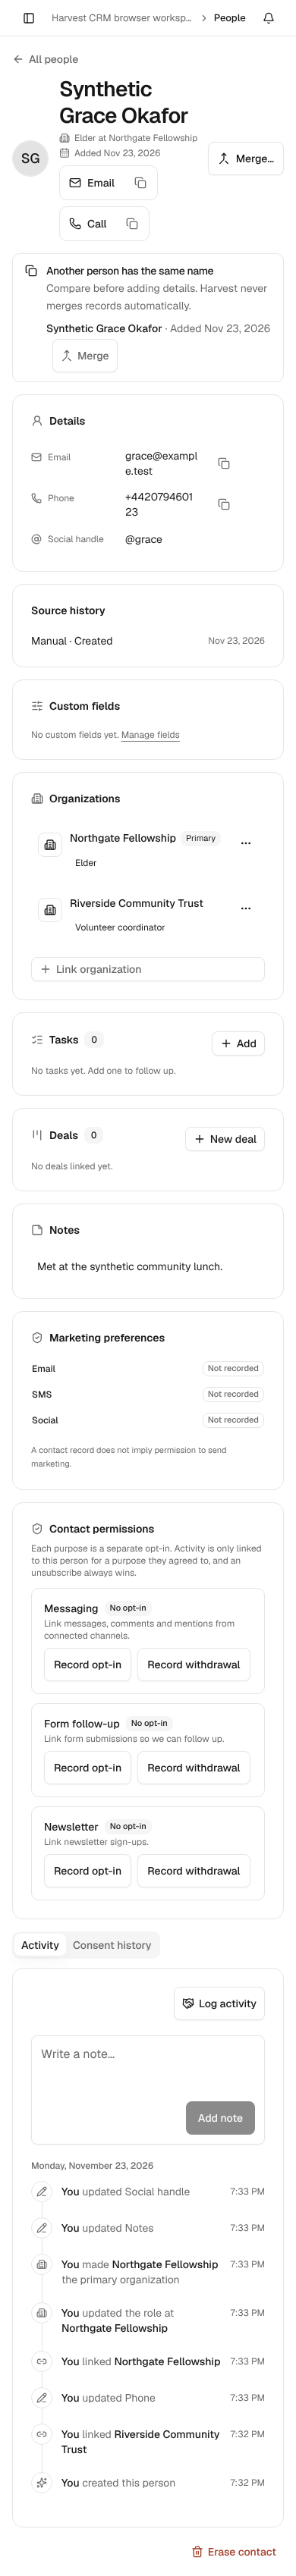 Harvest CRM browser worksp... > People
All people
Synthetic
Grace Okafor
SG
Elder at Northgate Fellowship
Added Nov 23, 2026
Merge...
Email
Call
Another person has the same name
Compare before adding details. Harvest never
merges records automatically.
Synthetic Grace Okafor · Added Nov 23, 2026
Merge
Details
Email
grace@exampl
e.test
Phone
+4420794601
23
Social handle
@grace
Source history
Manual · Created
Nov 23, 2026
Custom fields
No custom fields yet. Manage fields
Organizations
Northgate Fellowship Primary
Elder
Riverside Community Trust
Volunteer coordinator
Link organization
Tasks 0
Add
No tasks yet. Add one to follow up.
Deals 0
New deal
No deals linked yet.
Notes
Met at the synthetic community lunch.
Marketing preferences
Email Not recorded
SMS Not recorded
Social Not recorded
A contact record does not imply permission to send
marketing.
Contact permissions
Each purpose is a separate opt-in. Activity is only linked
to this person for a purpose they agreed to, and an
unsubscribe always wins.
Messaging No opt-in
Link messages, comments and mentions from
connected channels.
Record opt-in Record withdrawal
Form follow-up No opt-in
Link form submissions so we can follow up.
Record opt-in Record withdrawal
Newsletter No opt-in
Link newsletter sign-ups.
Record opt-in Record withdrawal
Activity Consent history
Log activity
Write a note...
Add note
Monday, November 23, 2026
You updated Social handle 7:33 PM
You updated Notes 7:33 PM
You made Northgate Fellowship 7:33 PM
the primary organization
You updated the role at 7:33 PM
Northgate Fellowship
You linked Northgate Fellowship 7:33 PM
You updated Phone 7:33 PM
You linked Riverside Community 7:32 PM
Trust
You created this person 7:32 PM
Erase contact